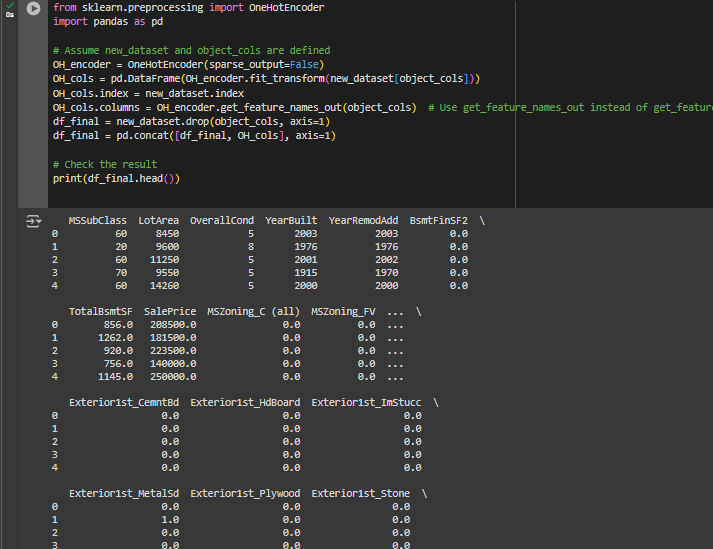 from sklearn.preprocessing import OneHotEncoder
0s
import pandas as pd
# Assume new_dataset and object_cols are defined
OH_encoder = OneHotEncoder(sparse_output=False)
OH_cols = pd.DataFrame(OH_encoder.fit_transform(new_dataset[object_cols]))
OH_cols.index = new_dataset.index
OH_cols.columns = OH_encoder.get_feature_names_out(object_cols)  # Use get_feature_names_out instead of get_featur
df_final = new_dataset.drop(object_cols, axis=1)
df_final = pd.concat([df_final, OH_cols], axis=1)
# Check the result
print(df_final.head())
MSSubClass  LotArea  OverallCond  YearBuilt  YearRemodAdd  BsmtFinSF2  \
0          60     8450            5       2003          2003         0.0
1          20     9600            8       1976          1976         0.0
2          60    11250            5       2001          2002         0.0
3          70     9550            5       1915          1970         0.0
4          60    14260            5       2000          2000         0.0
TotalBsmtSF  SalePrice  MSZoning_C (all)  MSZoning_FV  ...  \
0        856.0   208500.0               0.0          0.0  ...
1       1262.0   181500.0               0.0          0.0  ...
2        920.0   223500.0               0.0          0.0  ...
3        756.0   140000.0               0.0          0.0  ...
4       1145.0   250000.0               0.0          0.0  ...
Exterior1st_CemntBd  Exterior1st_HdBoard  Exterior1st_ImStucc  \
0                  0.0                  0.0                  0.0
1                  0.0                  0.0                  0.0
2                  0.0                  0.0                  0.0
3                  0.0                  0.0                  0.0
4                  0.0                  0.0                  0.0
Exterior1st_MetalSd  Exterior1st_Plywood  Exterior1st_Stone  \
0                  0.0                  0.0                0.0
1                  1.0                  0.0                0.0
2                  0.0                  0.0                0.0
3                  0.0                  0.0                0.0